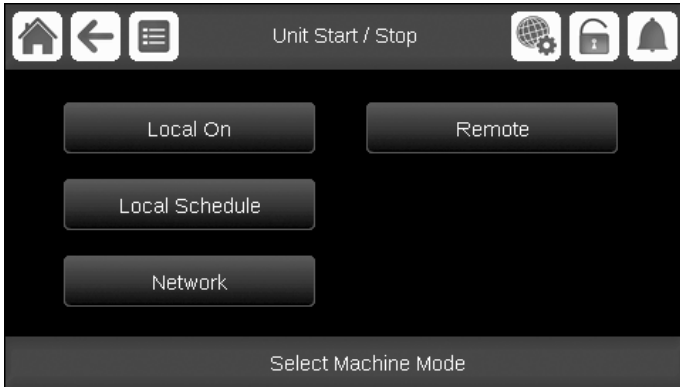 Unit Start / Stop
Local On
Remote
Local Schedule
Network
Select Machine Mode